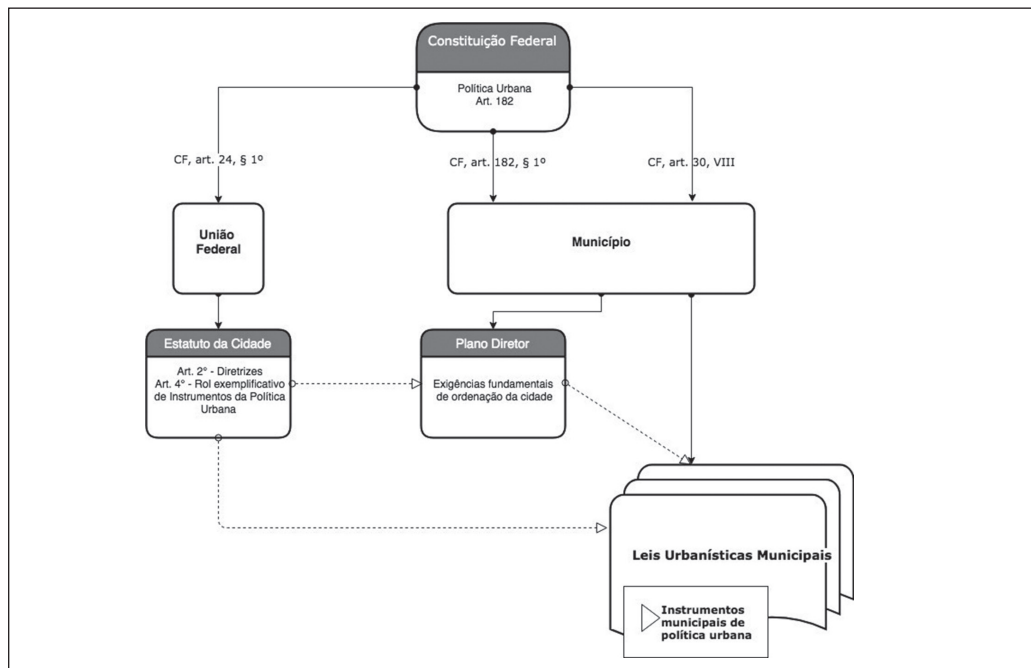 Constituição Federal
Política Urbana
Art. 182
CF, art. 24, § 1º
CF, art. 182, § 1º
CF, art. 30, VIII
União
Federal
Município
Estatuto da Cidade
Art. 2º - Diretrizes
Art. 4º - Rol exemplificativo
de Instrumentos da Política
Urbana
Plano Diretor
Exigências fundamentais
de ordenação da cidade
Leis Urbanísticas Municipais
Instrumentos
municipais de
política urbana